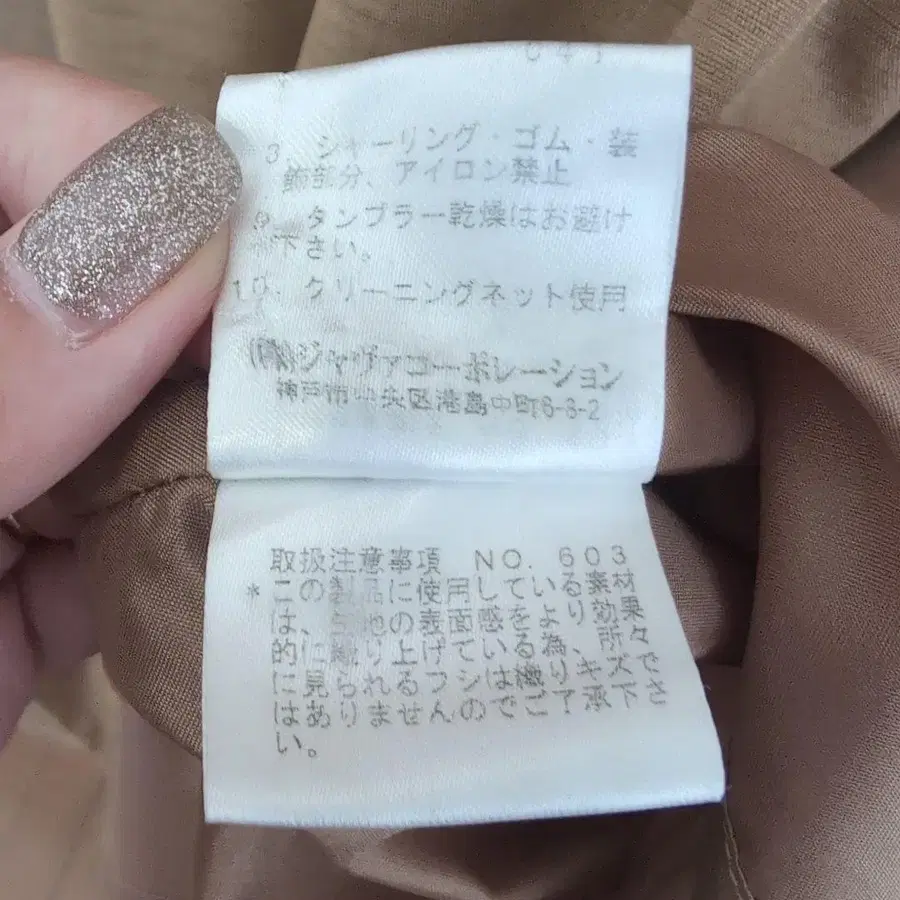 041
3. シャーリング・ゴム・装
飾部分、アイロン禁止
タンブラー乾燥はお避け
下さい。
10. クリーニングネット使用
(株)ジャヴァコーポレーション
神戸市中央区港島中町6-8-2
取扱注意事項 NO. 603
*この製品に使用している素材
は、生地の表面感をより効果
的に織り上げている為、所々
に見られるフシは織りキズで
はありませんのでご了承下さ
い。